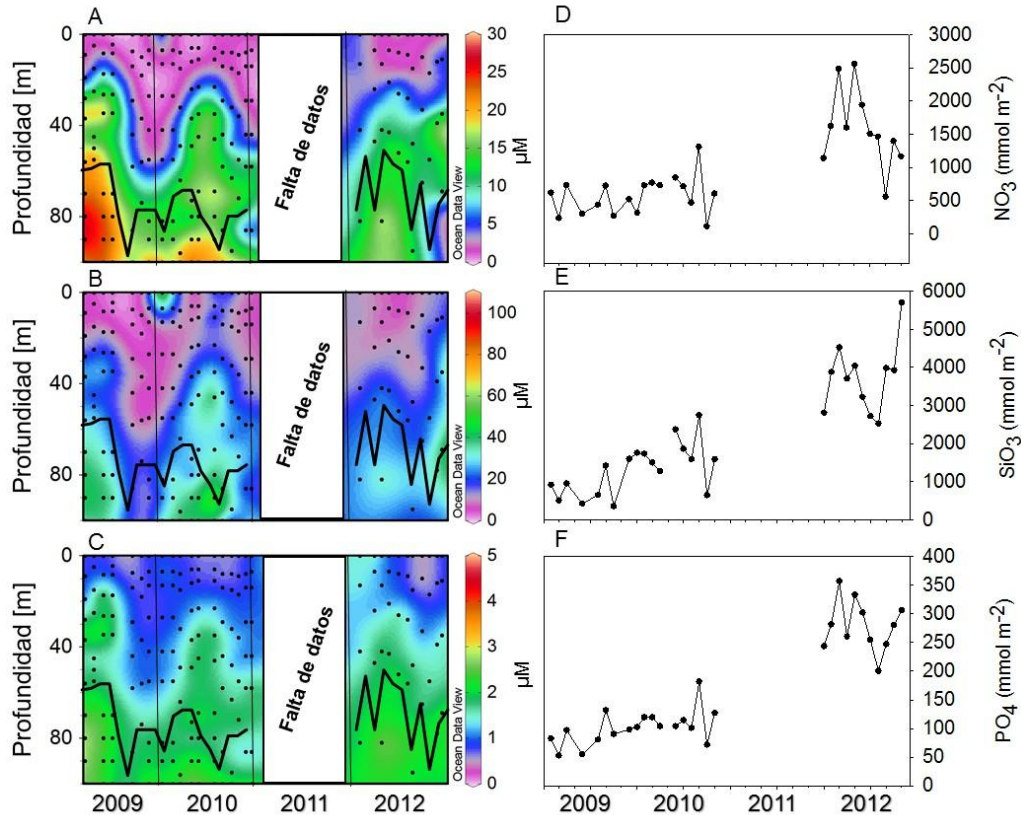 A
Profundidad [m]
0
40
80
Falta de datos
30
25
20
15
10
5
0
µM
Ocean Data View
B
Profundidad [m]
0
40
80
Falta de datos
100
80
60
40
20
0
µM
Ocean Data View
C
Profundidad [m]
0
40
80
Falta de datos
5
4
3
2
1
0
µM
Ocean Data View
2009 2010 2011 2012
D
3000
2500
2000
1500
1000
500
0
NO3 (mmol m⁻²)
E
6000
5000
4000
3000
2000
1000
0
SiO3 (mmol m⁻²)
F
400
350
300
250
200
150
100
50
0
PO4 (mmol m⁻²)
2009 2010 2011 2012